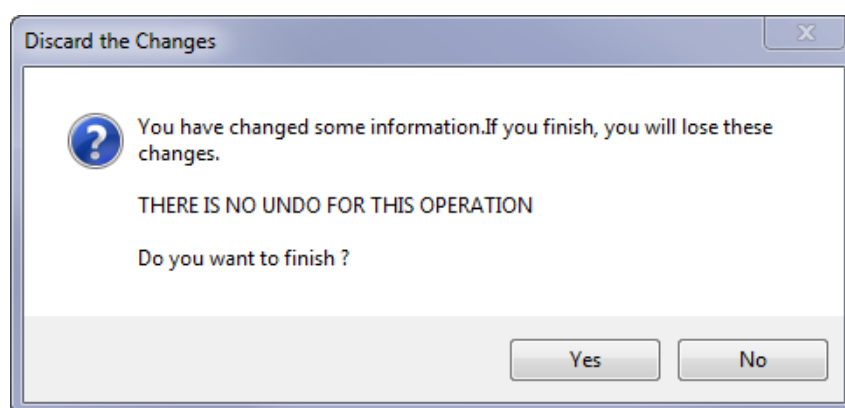 Discard the Changes
You have changed some information.If you finish, you will lose these
changes.
THERE IS NO UNDO FOR THIS OPERATION
Do you want to finish ?
Yes
No